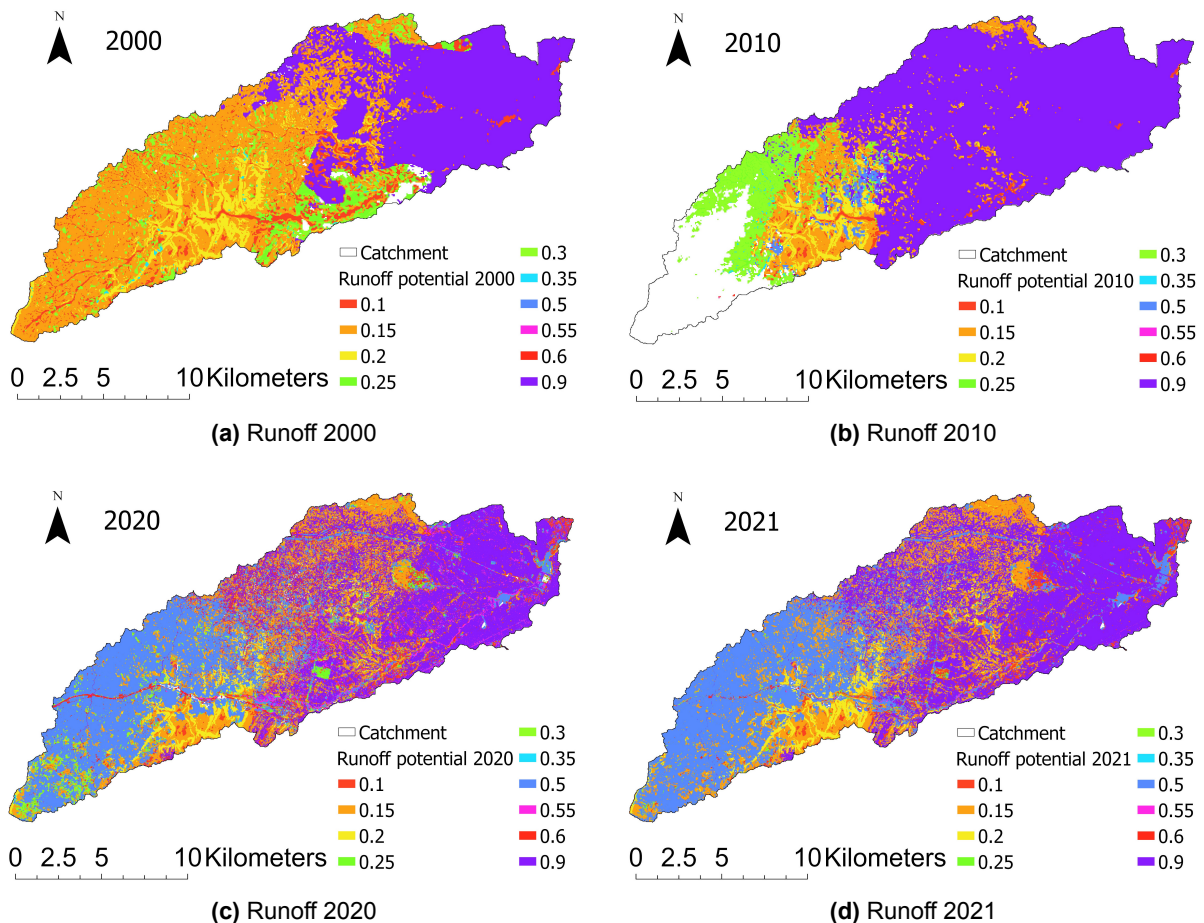 N
2000
Catchment
Runoff potential 2000
0.1
0.15
0.2
0.25
0.3
0.35
0.5
0.55
0.6
0.9
0 2.5 5 10 Kilometers
(a) Runoff 2000
N
2010
Catchment
Runoff potential 2010
0.1
0.15
0.2
0.25
0.3
0.35
0.5
0.55
0.6
0.9
0 2.5 5 10 Kilometers
(b) Runoff 2010
N
2020
Catchment
Runoff potential 2020
0.1
0.15
0.2
0.25
0.3
0.35
0.5
0.55
0.6
0.9
0 2.5 5 10 Kilometers
(c) Runoff 2020
N
2021
Catchment
Runoff potential 2021
0.1
0.15
0.2
0.25
0.3
0.35
0.5
0.55
0.6
0.9
0 2.5 5 10 Kilometers
(d) Runoff 2021